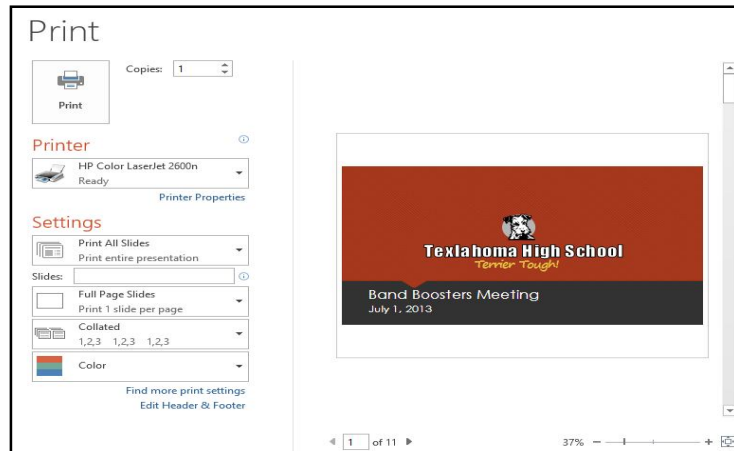 Print
Copies: 1
Print
Printer
HP Color LaserJet 2600n
Ready
Printer Properties
Settings
Print All Slides
Print entire presentation
Slides:
Full Page Slides
Print 1 slide per page
Collated
1,2,3 1,2,3 1,2,3
Color
Find more print settings
Edit Header & Footer
Texlahoma High School
Terrier Tough!
Band Boosters Meeting
July 1, 2013
1 of 11
37%